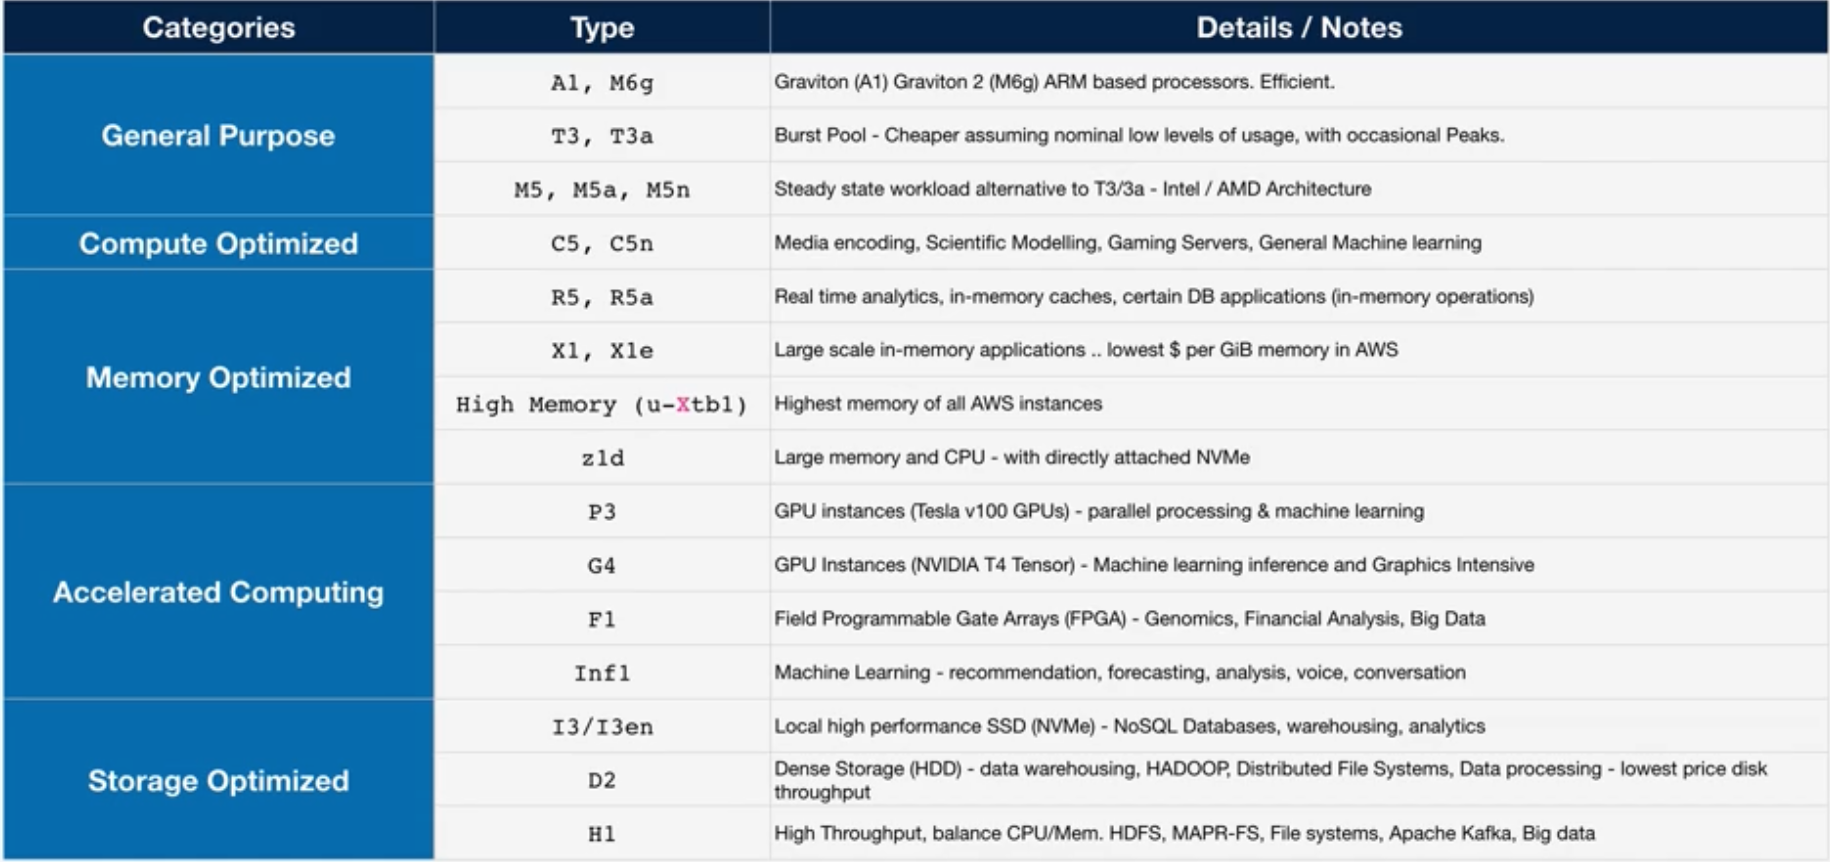 Categories Type Details / Notes
General Purpose
A1, M6g Graviton (A1) Graviton 2 (M6g) ARM based processors. Efficient.
T3, T3a Burst Pool - Cheaper assuming nominal low levels of usage, with occasional Peaks.
M5, M5a, M5n Steady state workload alternative to T3/3a - Intel / AMD Architecture
Compute Optimized C5, C5n Media encoding, Scientific Modelling, Gaming Servers, General Machine learning
Memory Optimized
R5, R5a Real time analytics, in-memory caches, certain DB applications (in-memory operations)
X1, X1e Large scale in-memory applications .. lowest $ per GiB memory in AWS
High Memory (u-Xtb1) Highest memory of all AWS instances
z1d Large memory and CPU - with directly attached NVMe
Accelerated Computing
P3 GPU instances (Tesla v100 GPUs) - parallel processing & machine learning
G4 GPU Instances (NVIDIA T4 Tensor) - Machine learning inference and Graphics Intensive
F1 Field Programmable Gate Arrays (FPGA) - Genomics, Financial Analysis, Big Data
Inf1 Machine Learning - recommendation, forecasting, analysis, voice, conversation
Storage Optimized
I3/I3en Local high performance SSD (NVMe) - NoSQL Databases, warehousing, analytics
D2 Dense Storage (HDD) - data warehousing, HADOOP, Distributed File Systems, Data processing - lowest price disk
throughput
H1 High Throughput, balance CPU/Mem. HDFS, MAPR-FS, File systems, Apache Kafka, Big data